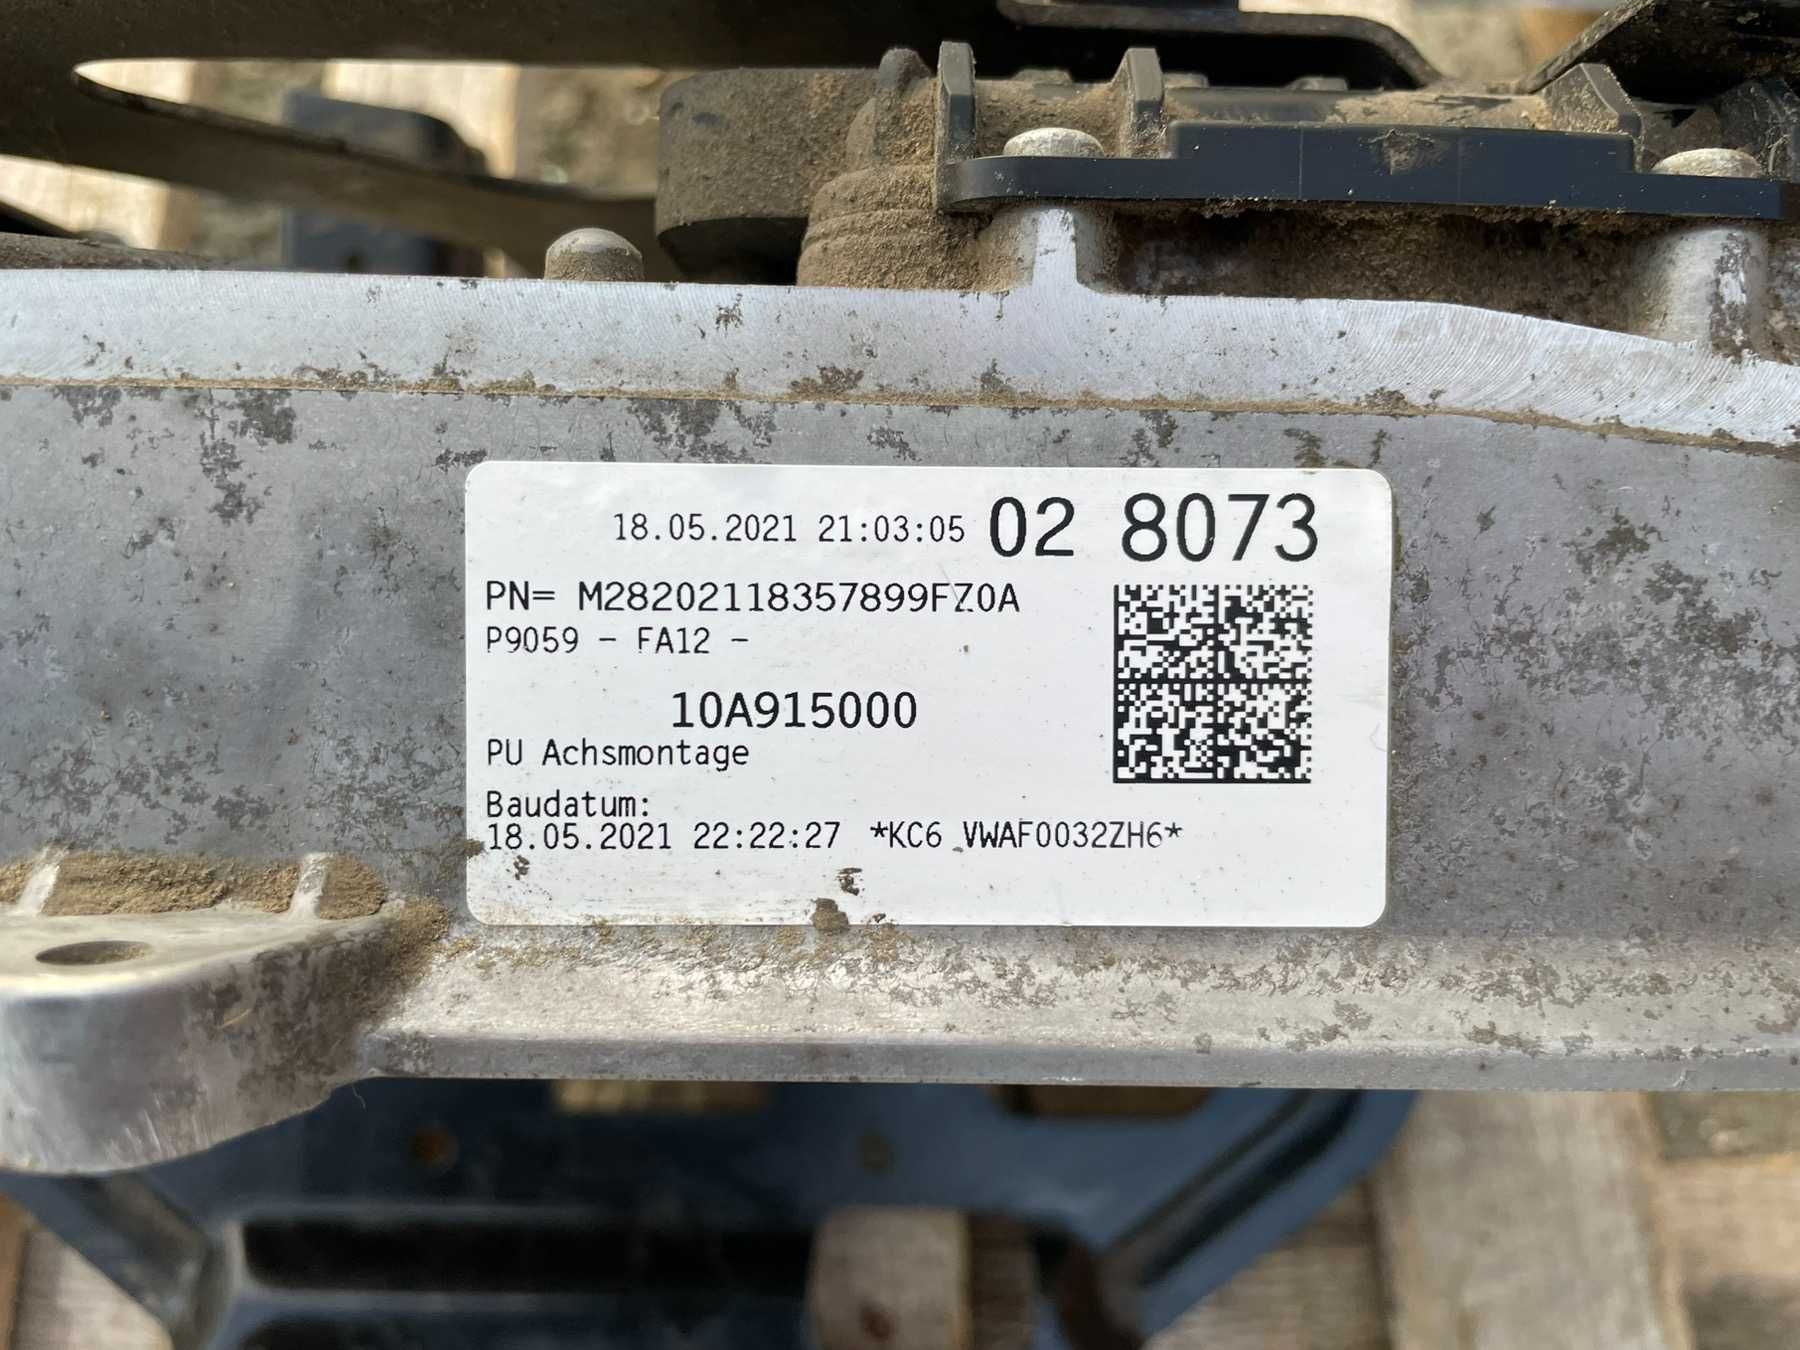 18.05.2021 21:03:05 02 8073
PN= M28202118357899FZ0A
P9059 - FA12 -
10A915000
PU Achsmontage
Baudatum:
18.05.2021 22:22:27 *KC6 VWAF0032ZH6*